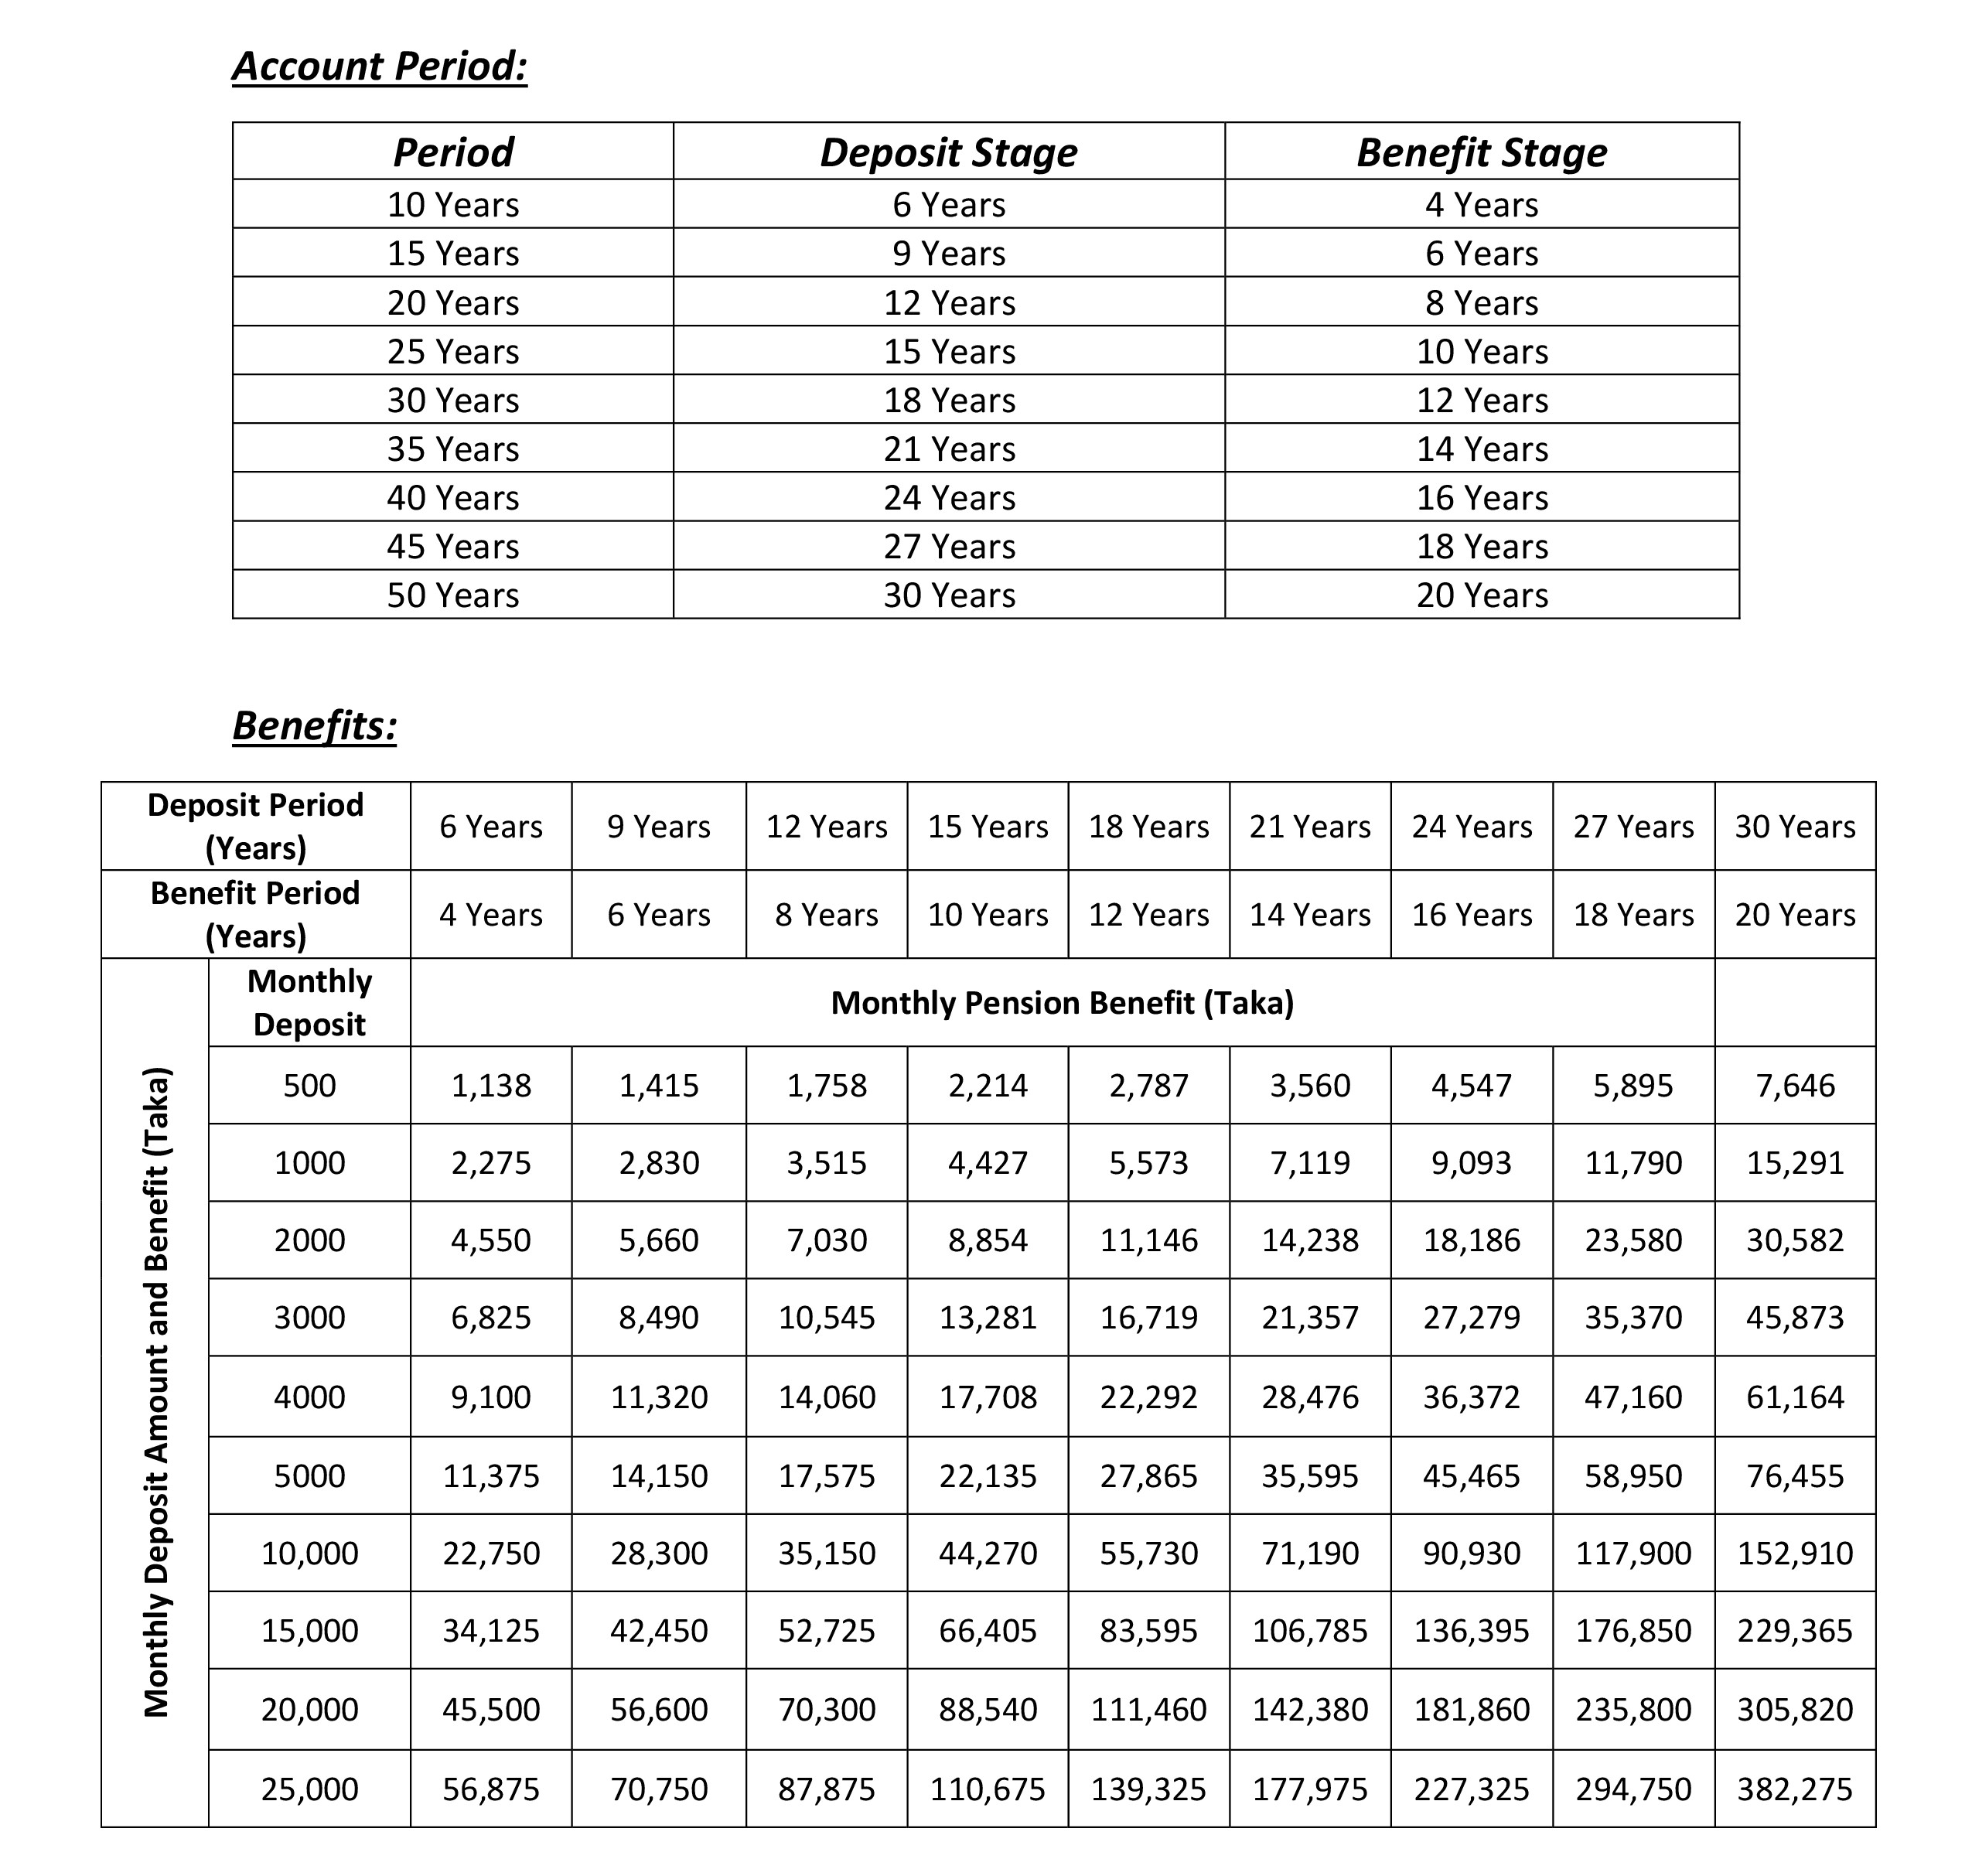 Account Period:
Period Deposit Stage Benefit Stage
10 Years 6 Years 4 Years
15 Years 9 Years 6 Years
20 Years 12 Years 8 Years
25 Years 15 Years 10 Years
30 Years 18 Years 12 Years
35 Years 21 Years 14 Years
40 Years 24 Years 16 Years
45 Years 27 Years 18 Years
50 Years 30 Years 20 Years
Benefits:
Deposit Period
(Years)
6 Years 9 Years 12 Years 15 Years 18 Years 21 Years 24 Years 27 Years 30 Years
Benefit Period
(Years)
4 Years 6 Years 8 Years 10 Years 12 Years 14 Years 16 Years 18 Years 20 Years
Monthly Deposit Amount and Benefit (Taka)
Monthly
Deposit
Monthly Pension Benefit (Taka)
500 1,138 1,415 1,758 2,214 2,787 3,560 4,547 5,895 7,646
1000 2,275 2,830 3,515 4,427 5,573 7,119 9,093 11,790 15,291
2000 4,550 5,660 7,030 8,854 11,146 14,238 18,186 23,580 30,582
3000 6,825 8,490 10,545 13,281 16,719 21,357 27,279 35,370 45,873
4000 9,100 11,320 14,060 17,708 22,292 28,476 36,372 47,160 61,164
5000 11,375 14,150 17,575 22,135 27,865 35,595 45,465 58,950 76,455
10,000 22,750 28,300 35,150 44,270 55,730 71,190 90,930 117,900 152,910
15,000 34,125 42,450 52,725 66,405 83,595 106,785 136,395 176,850 229,365
20,000 45,500 56,600 70,300 88,540 111,460 142,380 181,860 235,800 305,820
25,000 56,875 70,750 87,875 110,675 139,325 177,975 227,325 294,750 382,275